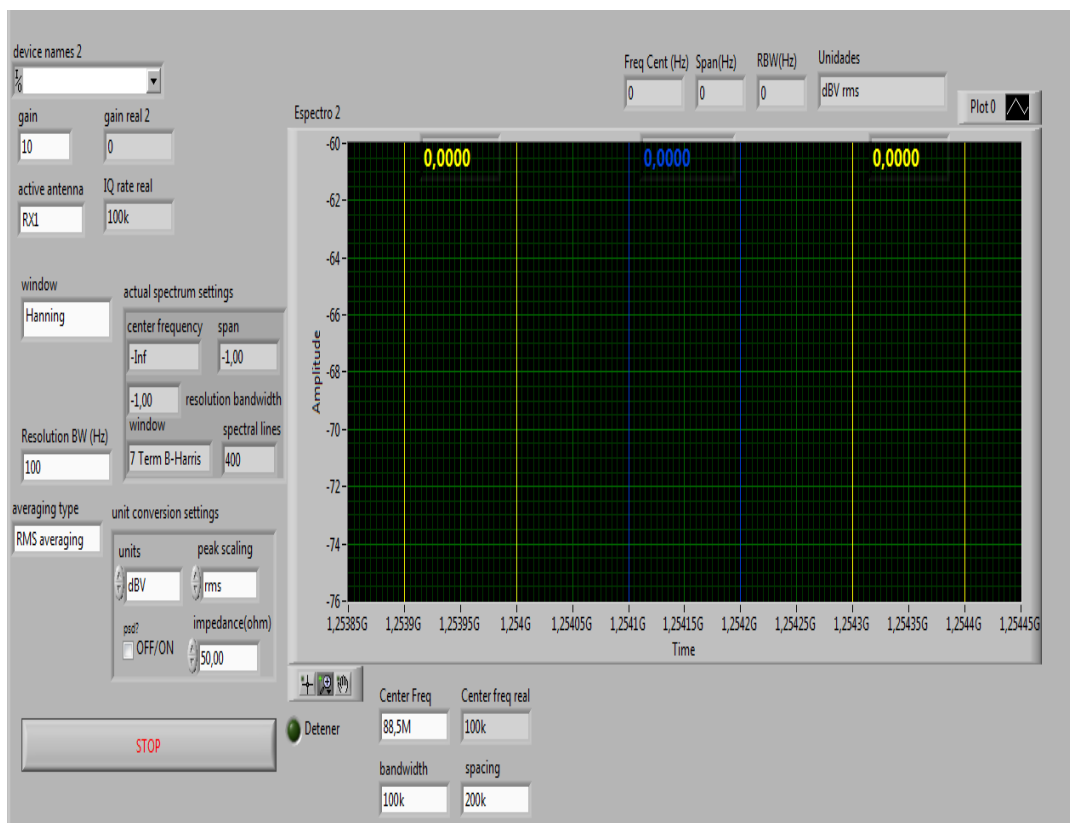 device names 2
gain
10
gain real 2
0
active antenna
RX1
IQ rate real
100k
window
Hanning
actual spectrum settings
center frequency
-Inf
span
-1,00
-1,00
resolution bandwidth
window
7 Term B-Harris
spectral lines
400
Resolution BW (Hz)
100
averaging type
RMS averaging
unit conversion settings
units
dBV
peak scaling
rms
psd?
OFF/ON
impedance(ohm)
50,00
STOP
Freq Cent (Hz)
0
Span(Hz)
0
RBW(Hz)
0
Unidades
dBV rms
Espectro 2
Plot 0
0,0000
0,0000
0,0000
Amplitude
-60
-62
-64
-66
-68
-70
-72
-74
-76
1,25385G 1,2539G 1,25395G 1,254G 1,25405G 1,2541G 1,25415G 1,2542G 1,25425G 1,2543G 1,25435G 1,2544G 1,25445G
Time
Detener
Center Freq
88,5M
Center freq real
100k
bandwidth
100k
spacing
200k